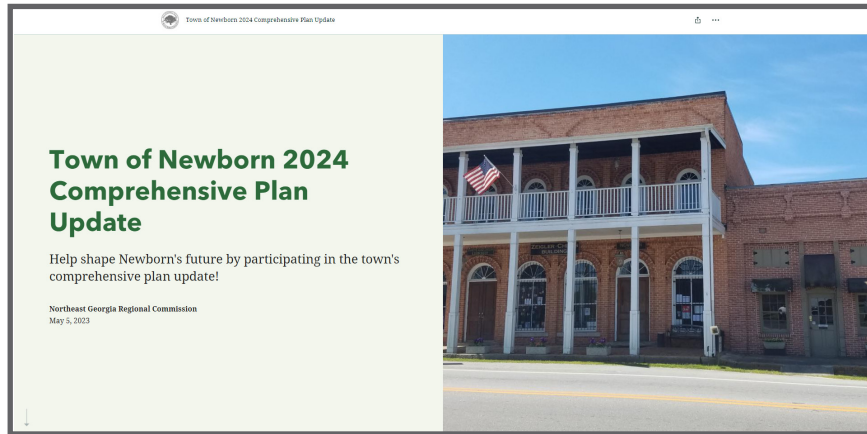 Town of Newborn 2024 Comprehensive Plan Update
Town of Newborn 2024
Comprehensive Plan
Update
Help shape Newborn's future by participating in the town's
comprehensive plan update!
Northeast Georgia Regional Commission
May 5, 2023